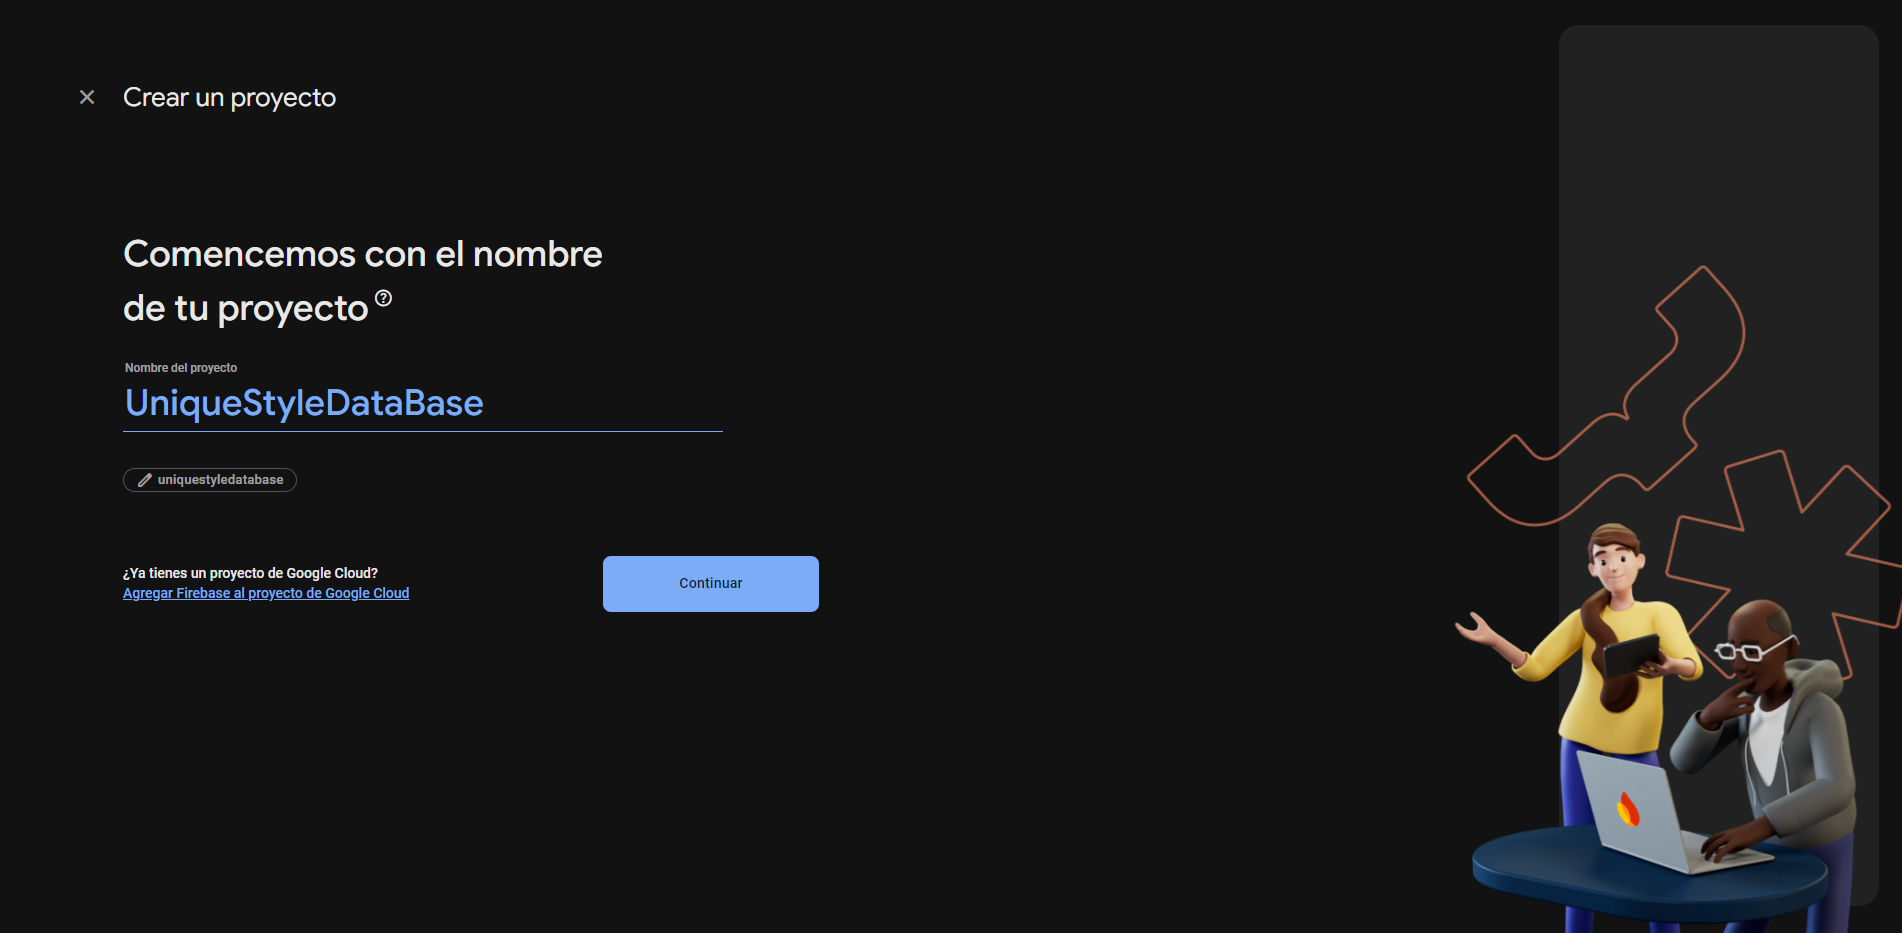 Crear un proyecto
Comencemos con el nombre
de tu proyecto
Nombre del proyecto
UniqueStyleDataBase
uniquestyledatabase
¿Ya tienes un proyecto de Google Cloud?
Agregar Firebase al proyecto de Google Cloud
Continuar